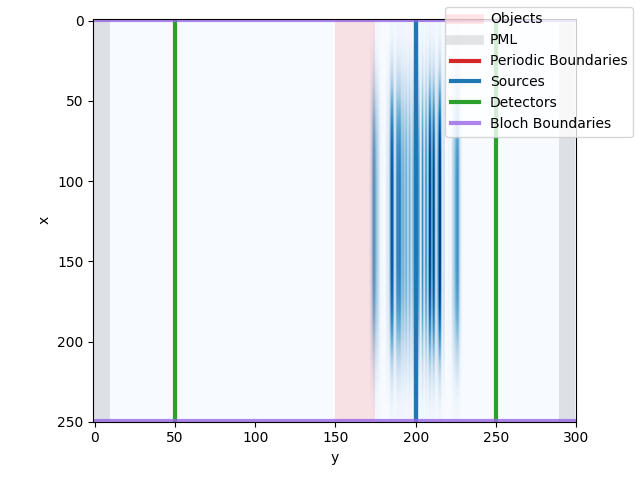 Objects
PML
Periodic Boundaries
Sources
Detectors
Bloch Boundaries
0
50
100
150
200
250
x
0 50 100 150 200 250 300
y